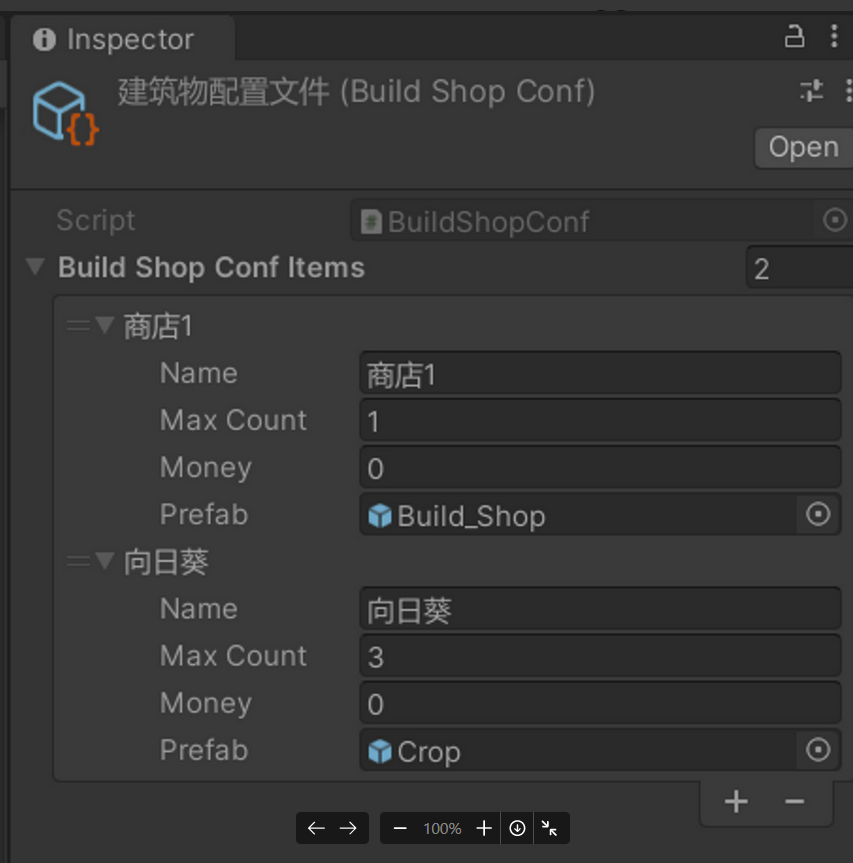 Inspector
建筑物配置文件 (Build Shop Conf)
Open
Script BuildShopConf
Build Shop Conf Items 2
商店1
Name 商店1
Max Count 1
Money 0
Prefab Build_Shop
向日葵
Name 向日葵
Max Count 3
Money 0
Prefab Crop
100%